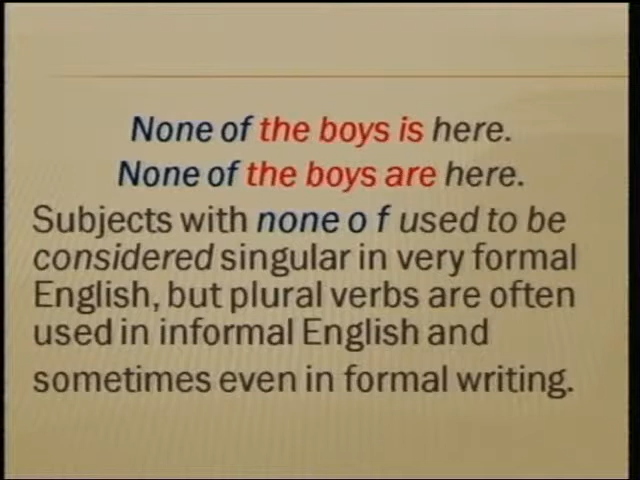 None of the boys is here.
None of the boys are here.
Subjects with none o f used to be
considered singular in very formal
English, but plural verbs are often
used in informal English and
sometimes even in formal writing.